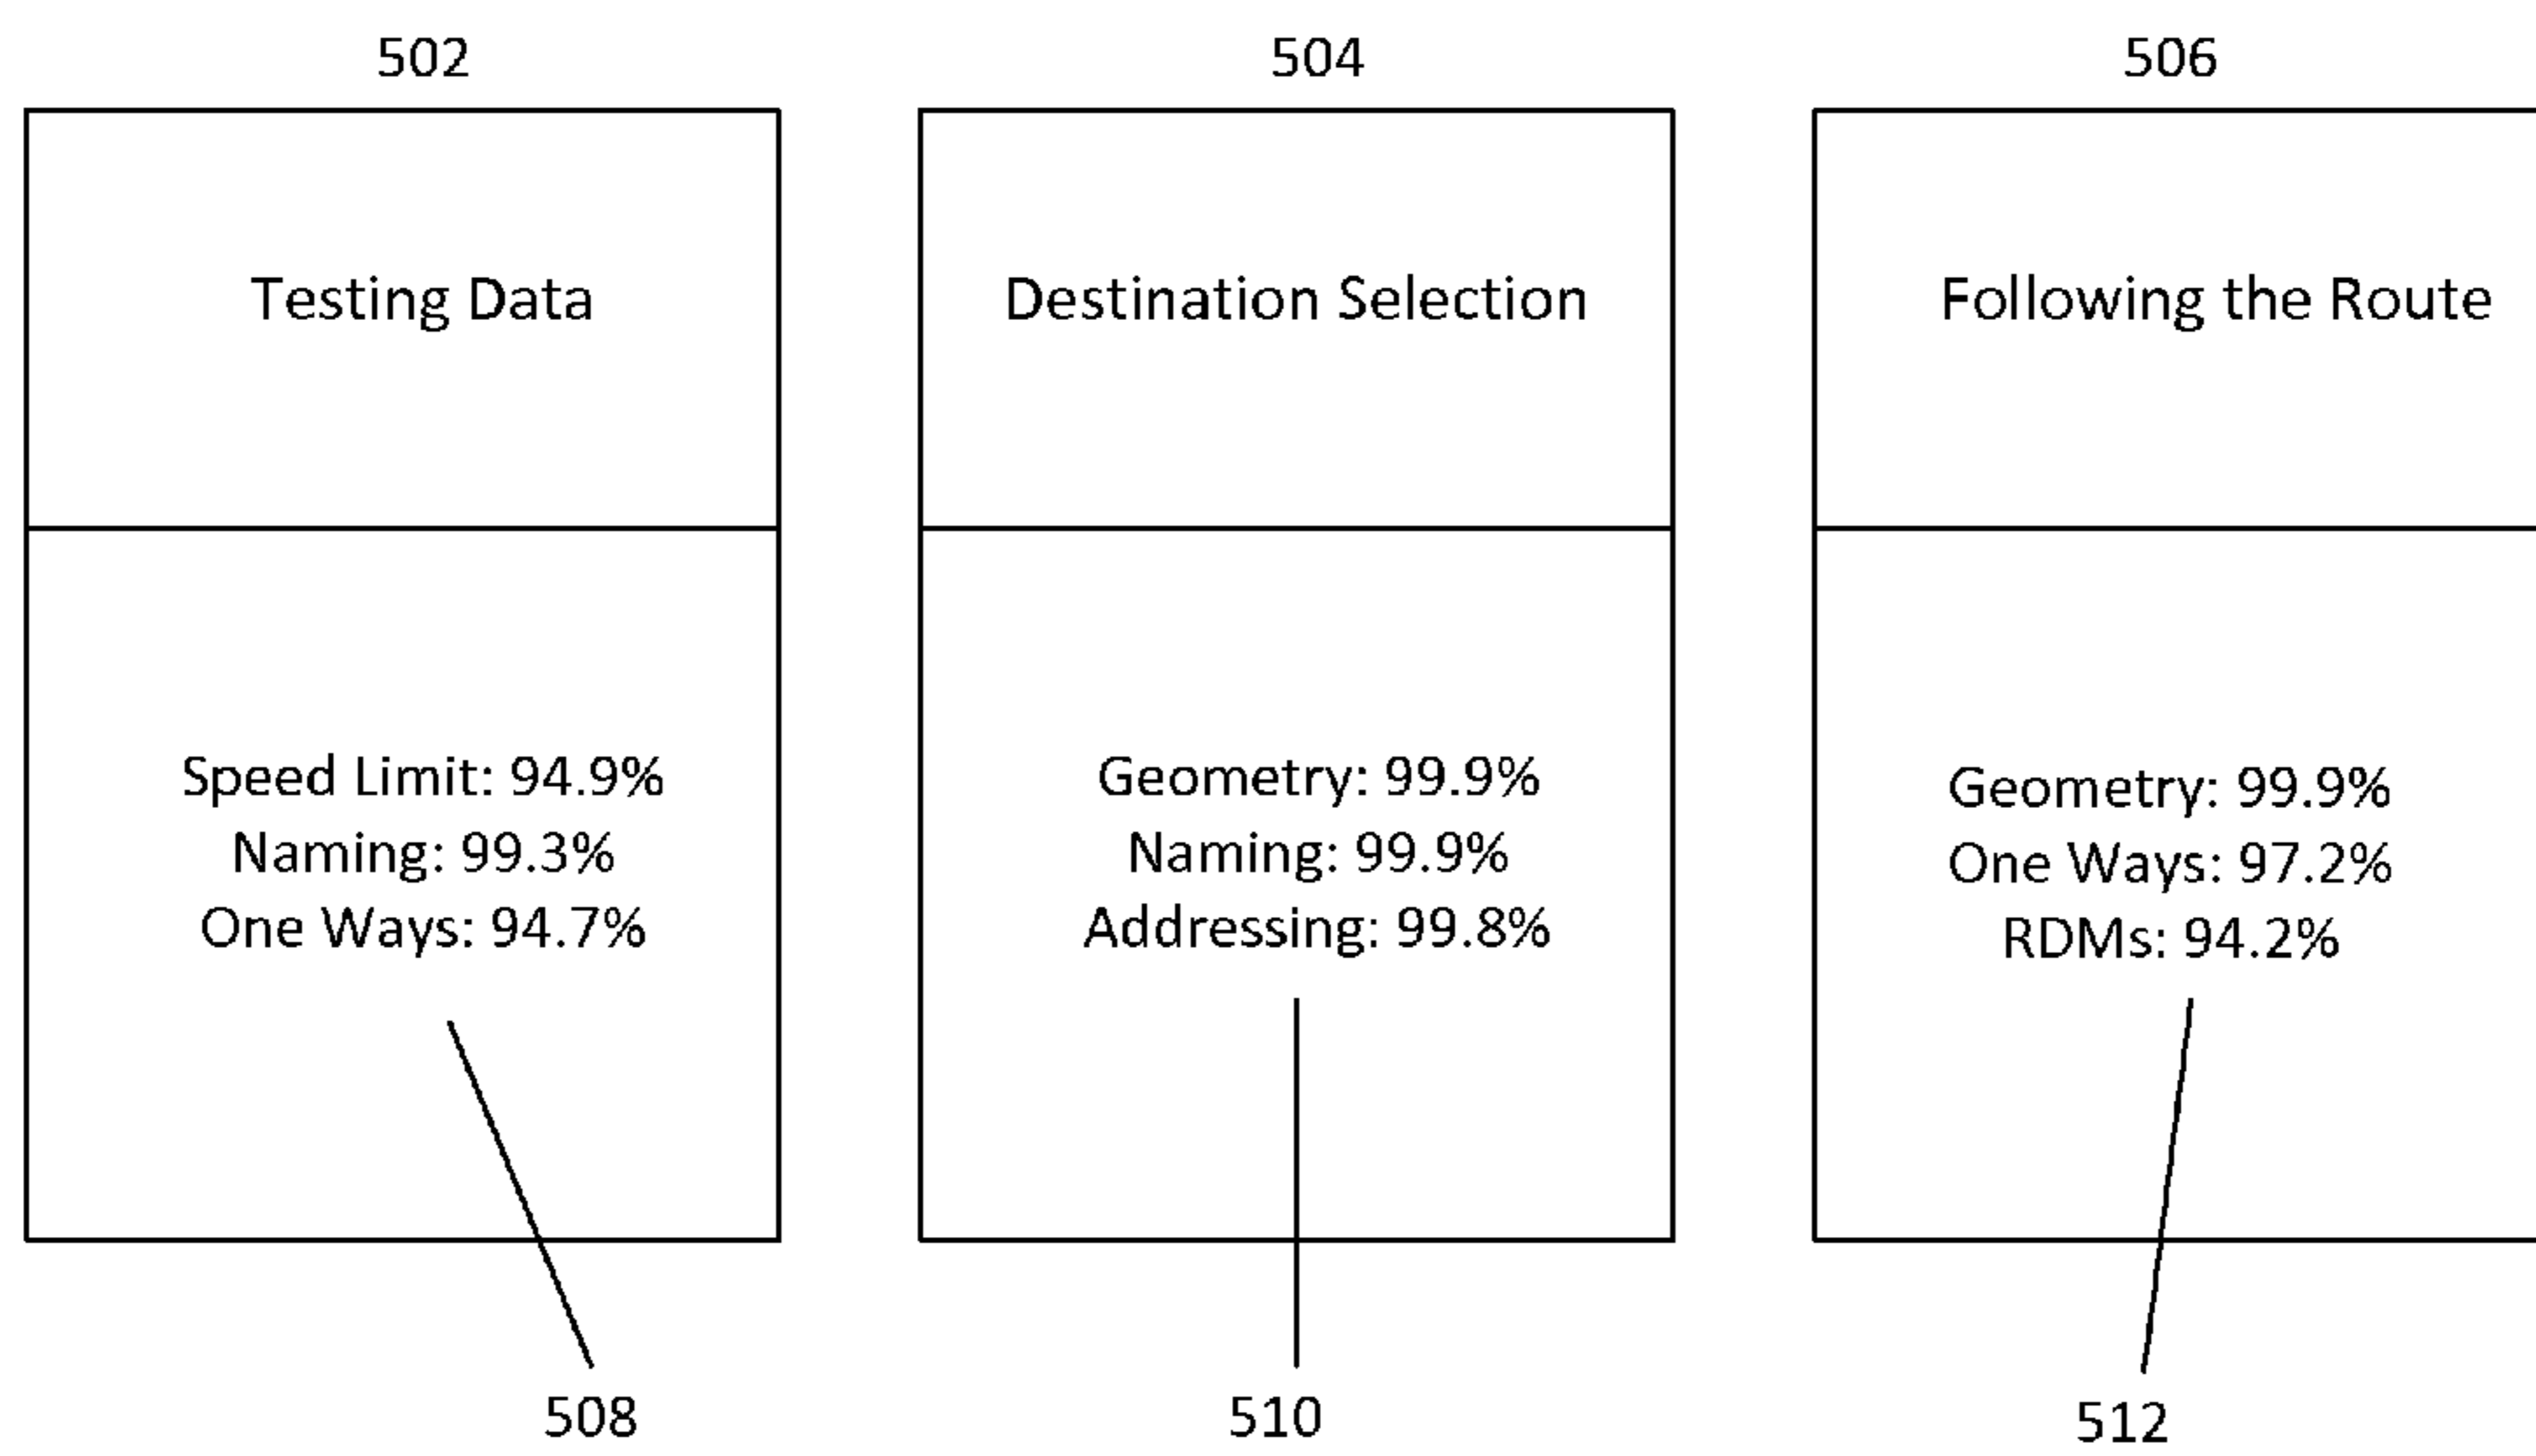 502
Testing Data
Speed Limit: 94.9%
Naming: 99.3%
One Ways: 94.7%
508
504
Destination Selection
Geometry: 99.9%
Naming: 99.9%
Addressing: 99.8%
510
506
Following the Route
Geometry: 99.9%
One Ways: 97.2%
RDMs: 94.2%
512